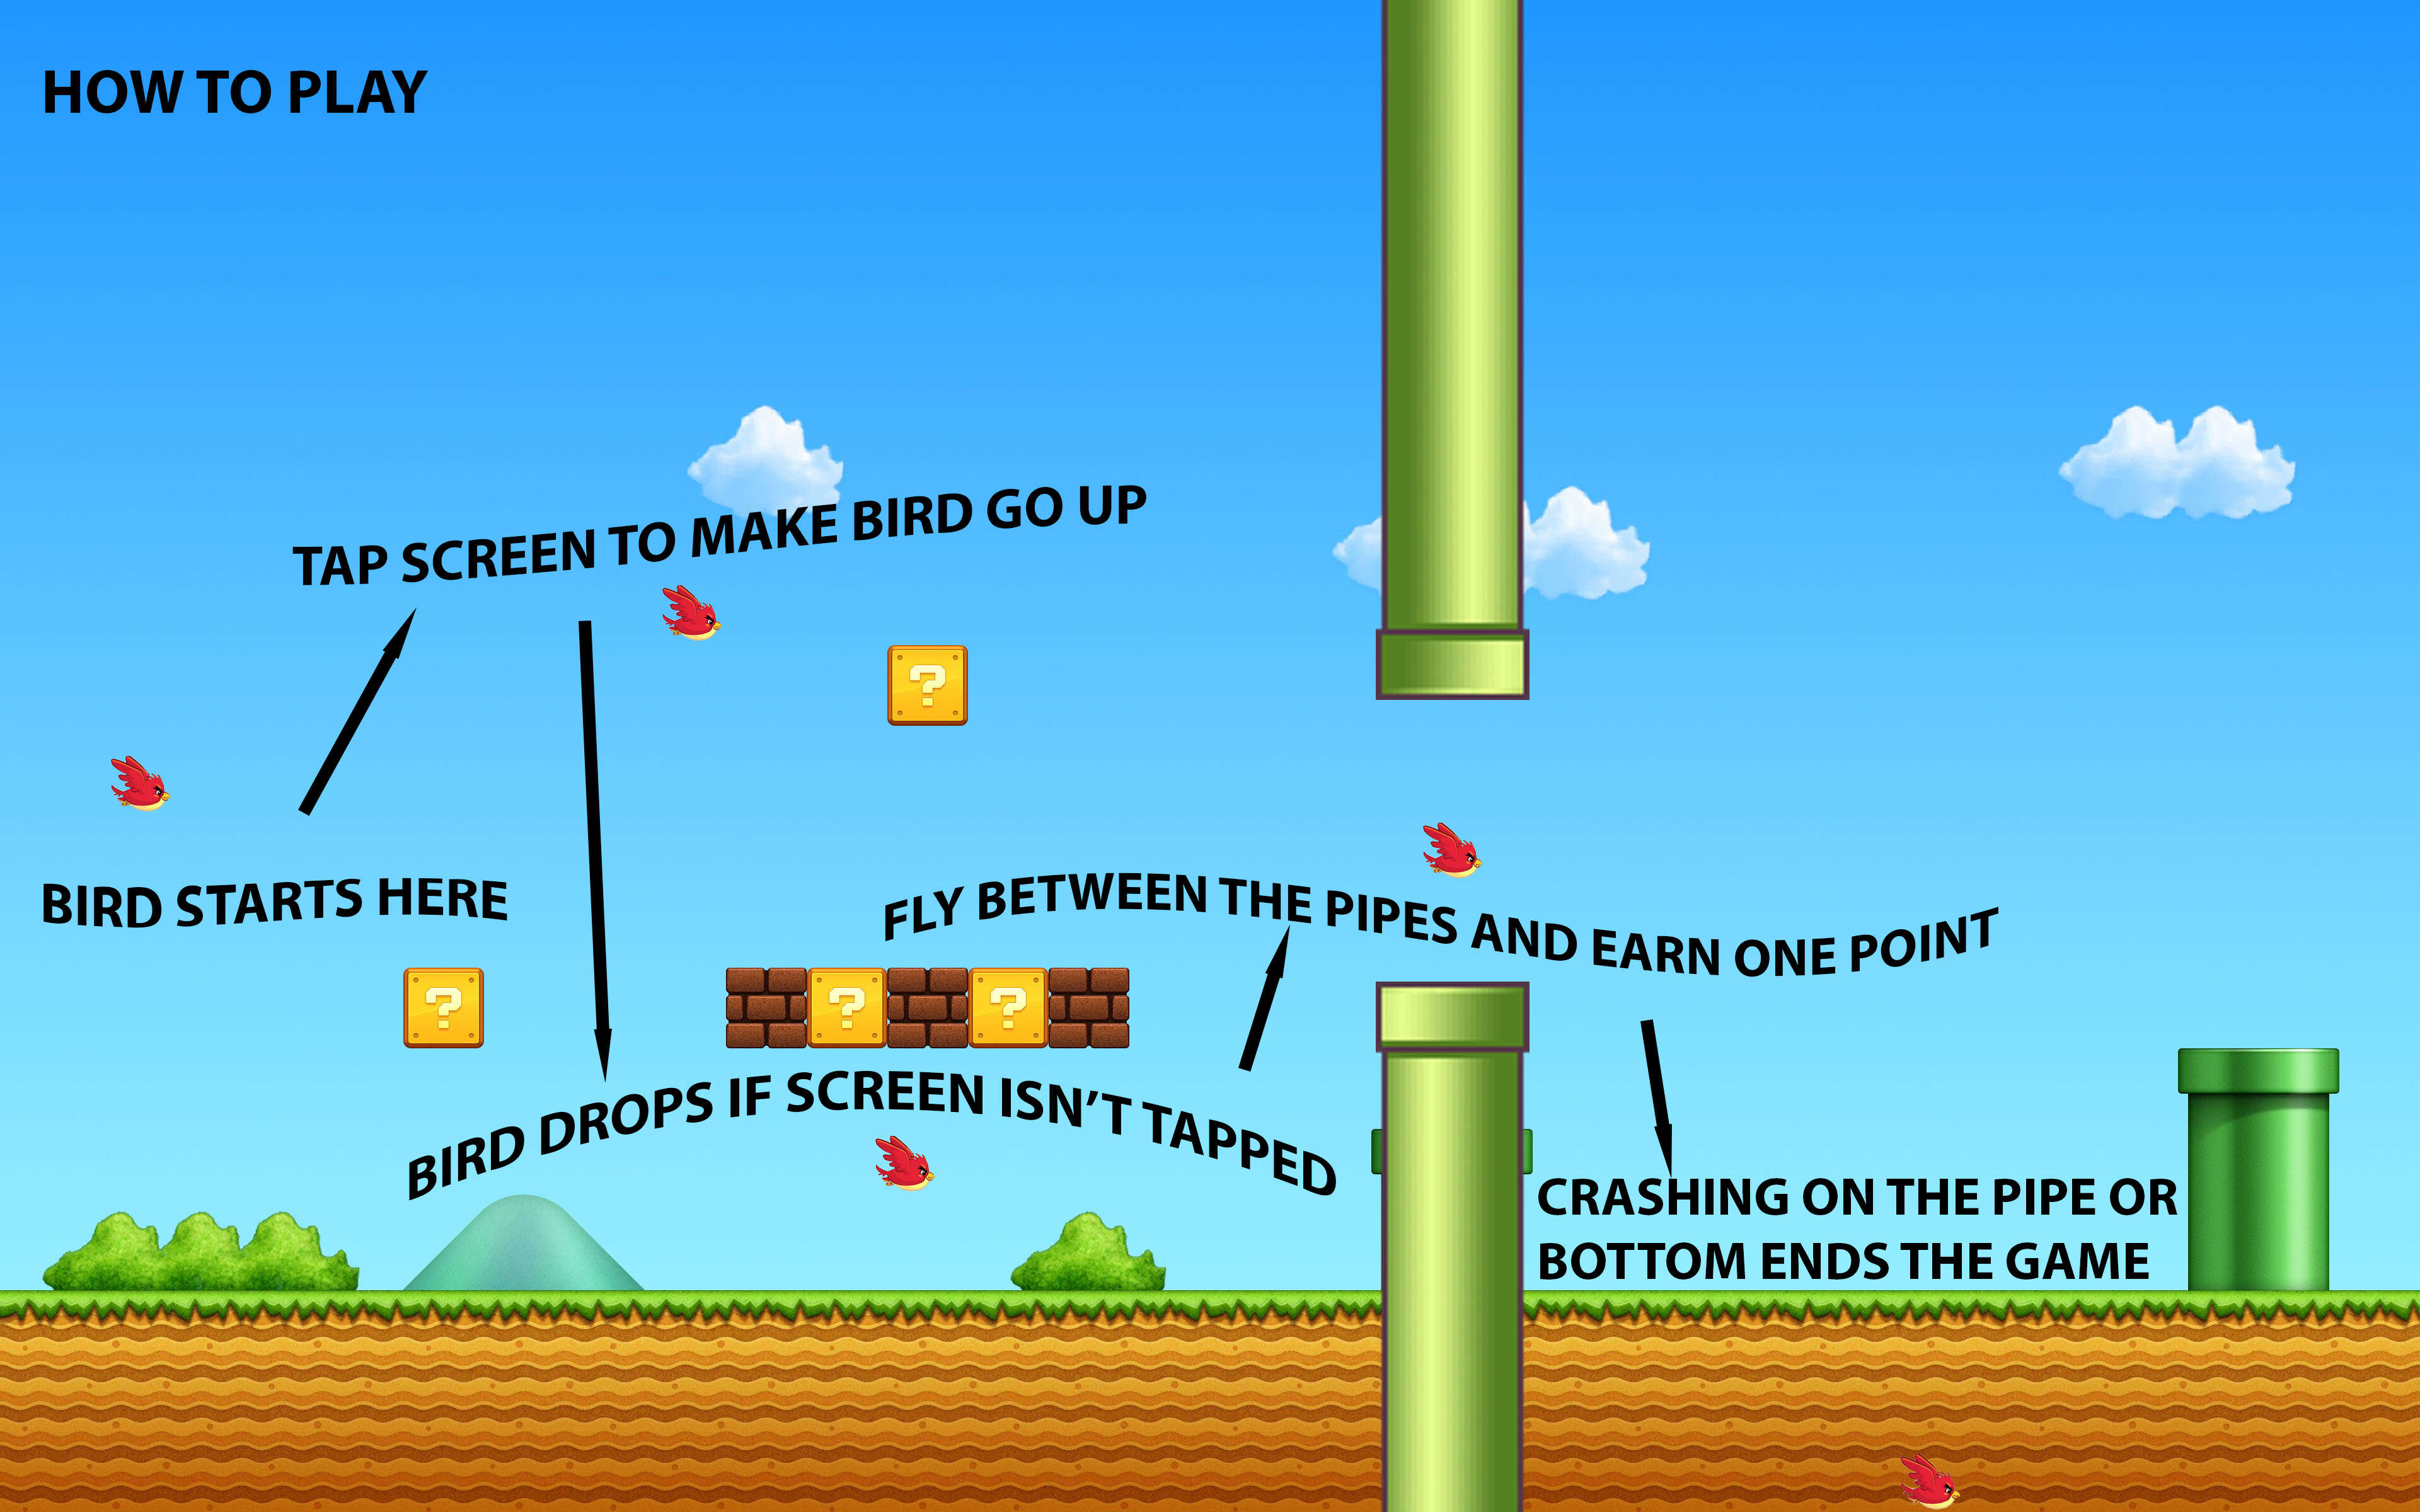 HOW TO PLAY
TAP SCREEN TO MAKE BIRD GO UP
BIRD STARTS HERE
?
FLY BETWEEN THE PIPES AND EARN ONE POINT
?
?
?
BIRD DROPS IF SCREEN ISN’T TAPPED
CRASHING ON THE PIPE OR
BOTTOM ENDS THE GAME